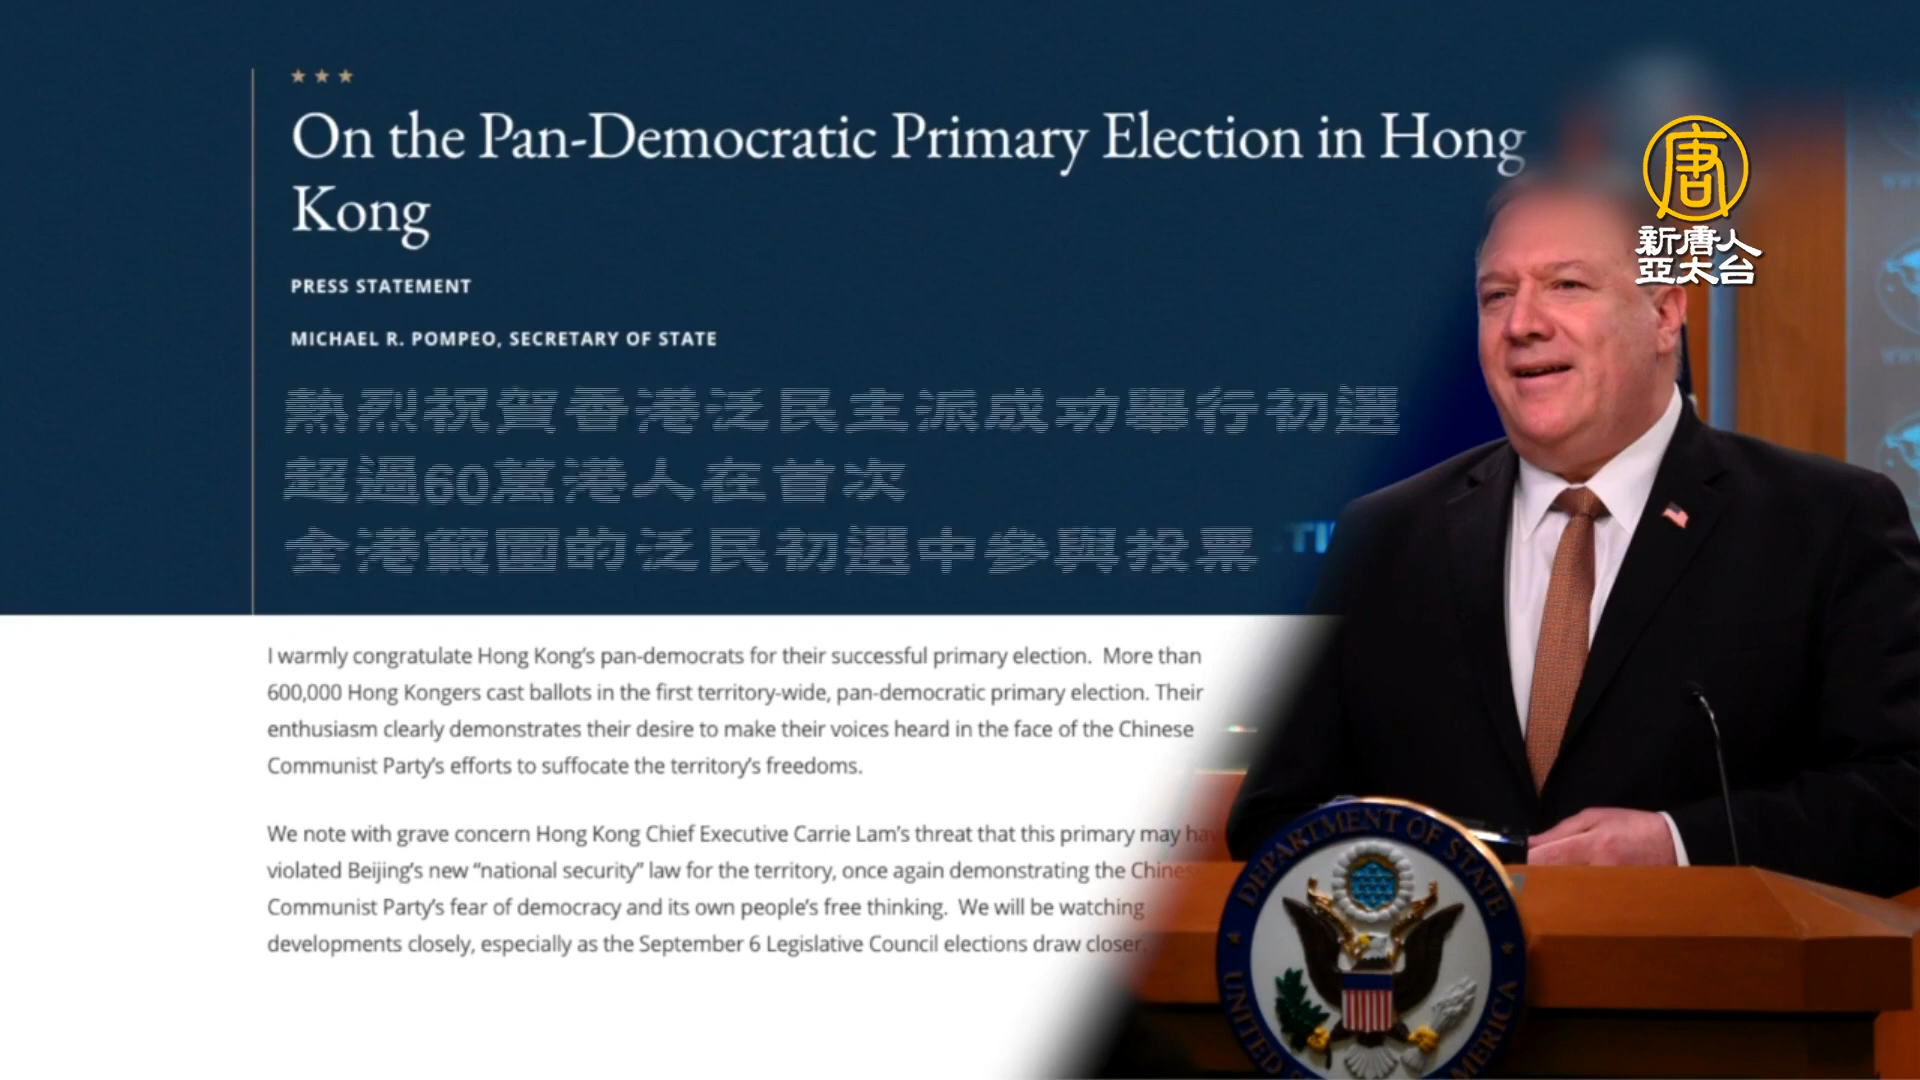 On the Pan-Democratic Primary Election in Hong
Kong
PRESS STATEMENT
MICHAEL R. POMPEO, SECRETARY OF STATE
熱烈祝賀香港泛民主派成功舉行初選
超過60萬港人在首次
全港範圍的泛民初選中參與投票
I warmly congratulate Hong Kong's pan-democrats for their successful primary election.  More than
600,000 Hong Kongers cast ballots in the first territory-wide, pan-democratic primary election. Their
enthusiasm clearly demonstrates their desire to make their voices heard in the face of the Chinese
Communist Party's efforts to suffocate the territory's freedoms.
We note with grave concern Hong Kong Chief Executive Carrie Lam's threat that this primary may
violated Beijing's new “national security” law for the territory, once again demonstrating the
Communist Party's fear of democracy and its own people's free thinking.  We will be watching
developments closely, especially as the September 6 Legislative Council elections draw closer.
唐
新唐人
亞太台
DEPARTMENT OF STATE
UNITED